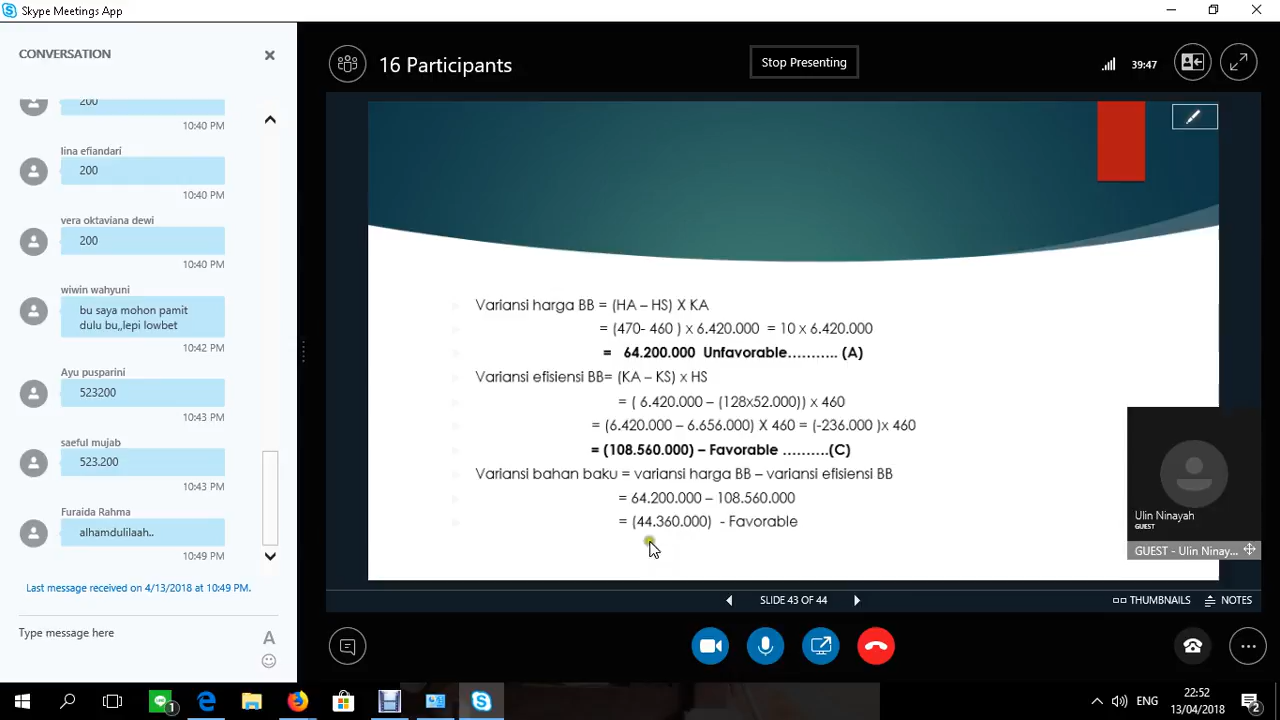 Skype Meetings App
CONVERSATION
200
10:40 PM
lina efiandari
200
10:40 PM
vera oktaviana dewi
200
10:40 PM
wiwin wahyuni
bu saya mohon pamit
dulu bu,,lepi lowbet
10:42 PM
Ayu pusparini
523200
10:43 PM
saeful mujab
523.200
10:43 PM
Furaida Rahma
alhamdulilaah..
10:49 PM
Last message received on 4/13/2018 at 10:49 PM.
Type message here
A
16 Participants
Stop Presenting
39:47
Variansi harga BB = (HA – HS) X KA
= (470- 460 ) x 6.420.000 = 10 x 6.420.000
= 64.200.000 Unfavorable……….. (A)
Variansi efisiensi BB= (KA – KS) x HS
= ( 6.420.000 – (128x52.000)) x 460
= (6.420.000 – 6.656.000) X 460 = (-236.000 )x 460
= (108.560.000) – Favorable ……….(C)
Variansi bahan baku = variansi harga BB – variansi efisiensi BB
= 64.200.000 – 108.560.000
= (44.360.000) - Favorable
Ulin Ninayah
GUEST
GUEST - Ulin Ninay...
SLIDE 43 OF 44
THUMBNAILS
NOTES
1
ENG
22:52
13/04/2018
2